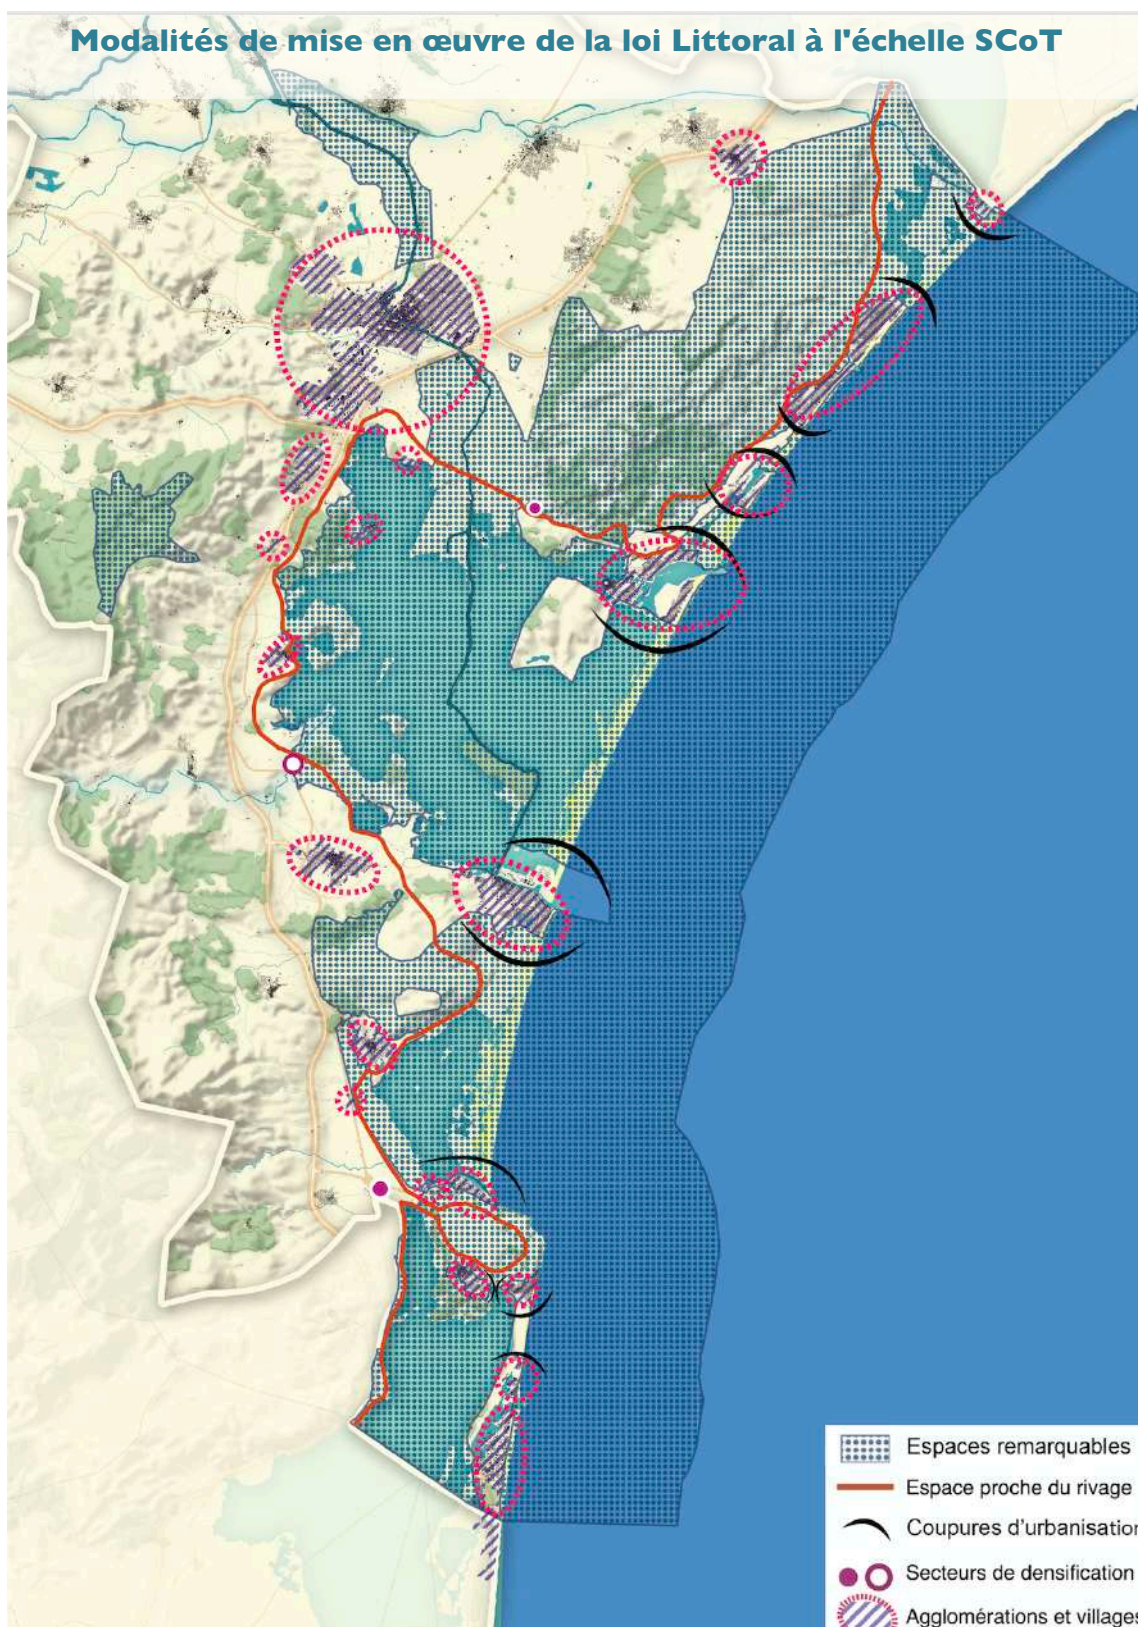 Modalités de mise en œuvre de la loi Littoral à l'échelle SCoT
Espaces remarquables
Espace proche du rivage
Coupures d'urbanisation
Secteurs de densification
Agglomérations et villages